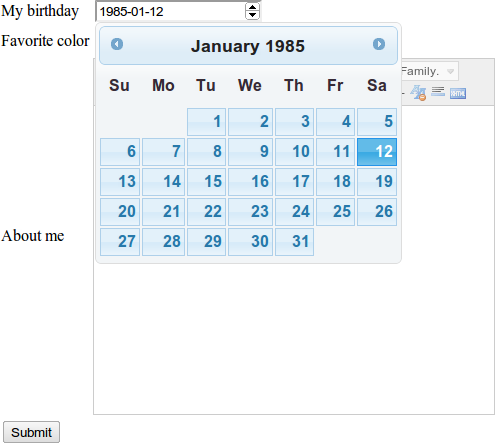 My birthday 1985-01-12
Favorite color
January 1985
Family.
Su Mo Tu We Th Fr Sa
1 2 3 4 5
6 7 8 9 10 11 12
13 14 15 16 17 18 19
20 21 22 23 24 25 26
About me
27 28 29 30 31
Submit